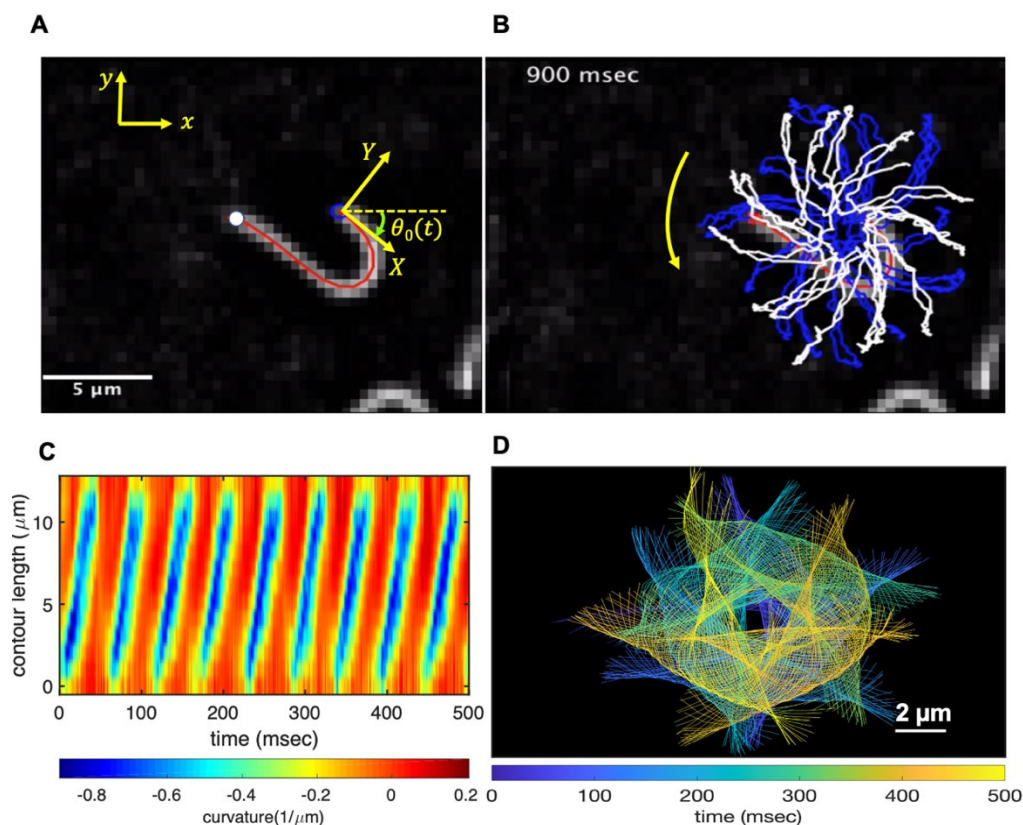 A
B
y
x
Y
θ₀(t)
X
5 μm
900 msec
C
D
contour length (μm)
10
5
0
0 100 200 300 400 500
time (msec)
-0.8 -0.6 -0.4 -0.2 0 0.2
curvature(1/μm)
2 μm
0 100 200 300 400 500
time (msec)